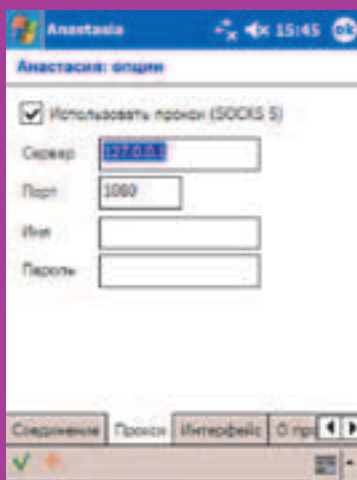 Anastasia 15:45 ok
Анастасия: опции
Использовать прокси (SOCKS 5)
Сервер 127.0.0.1
Порт 1080
Имя
Пароль
Соединение Прокси Интерфейс О про